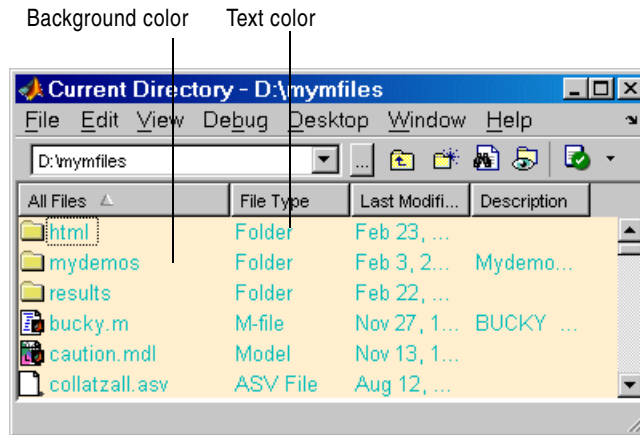 Background color Text color
Current Directory - D:\mymfiles
File Edit View Debug Desktop Window Help
D:\mymfiles ...
All Files File Type Last Modifi... Description
html Folder Feb 23, ...
mydemos Folder Feb 3, 2... Mydemo...
results Folder Feb 22, ...
bucky.m M-file Nov 27, 1... BUCKY ...
caution.mdl Model Nov 13, 1...
collatzall.asv ASV File Aug 12, ...